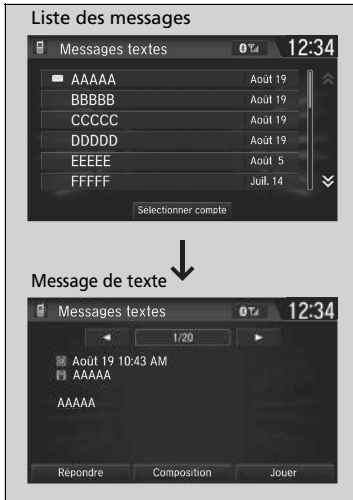 Liste des messages
Messages textes 12:34
AAAAA Août 19
BBBBB Août 19
CCCCC Août 19
DDDDD Août 19
EEEEE Août 5
FFFFF Juil. 14
Sélectionner compte
Message de texte
Messages textes 12:34
1/20
Août 19 10:43 AM
AAAAA
AAAAA
Répondre Composition Jouer